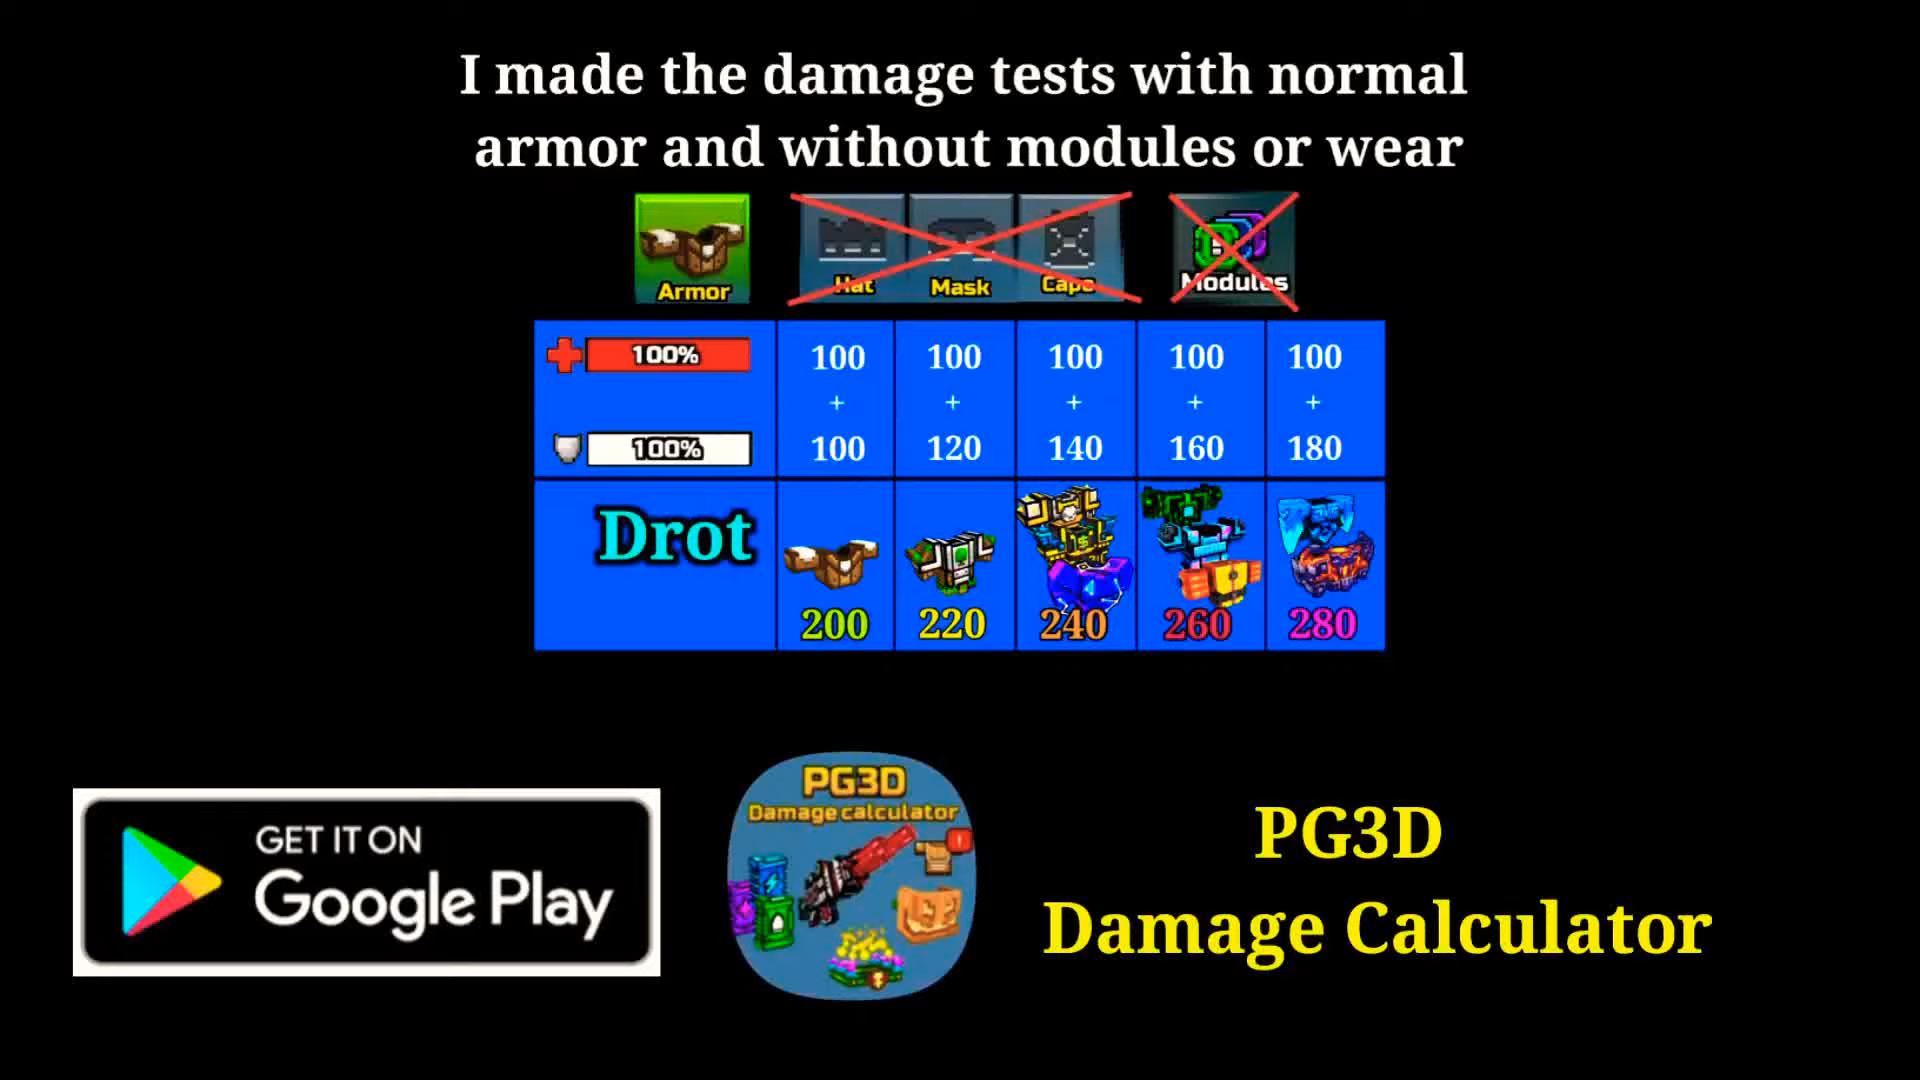 I made the damage tests with normal
armor and without modules or wear
Armor
Hat
Mask
Cape
Modules
100%
100 100 100 100 100
+ + + + +
100%
100 120 140 160 180
Drot
200 220 240 260 280
PG3D
Damage calculator
GET IT ON
Google Play
PG3D
Damage Calculator